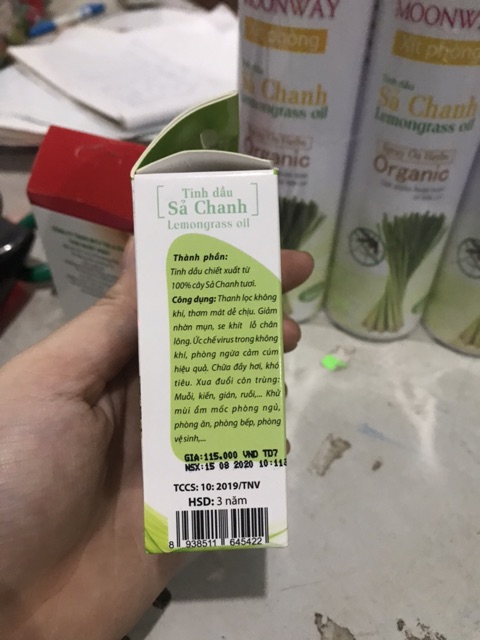 MOONWAY
Xịt phòng
Tinh dầu
Sả Chanh
Lemongrass oil
Organic
MOONWAY
Xịt phòng
Tinh dầu
Sả Chanh
Lemongrass oil
Spray On Herbs
Organic
Tinh dầu
Sả Chanh
Lemongrass oil
Thành phần:
Tinh dầu chiết xuất từ
100% cây Sả Chanh tươi.
Công dụng: Thanh lọc không
khí, thơm mát dễ chịu. Giảm
nhờn mụn, se khít lỗ chân
lông. Ức chế virus trong không
khí, phòng ngừa cảm cúm
hiệu quả. Chữa đầy hơi, khó
tiêu. Xua đuổi côn trùng:
Muỗi, kiến, gián, ruồi,... Khử
mùi ẩm mốc phòng ngủ,
phòng ăn, phòng bếp, phòng
vệ sinh,...
GIA:115.000 VND TD7
NSX:15 08 2020 10:11
TCCS: 10: 2019/TNV
HSD: 3 năm
8 938511 645422